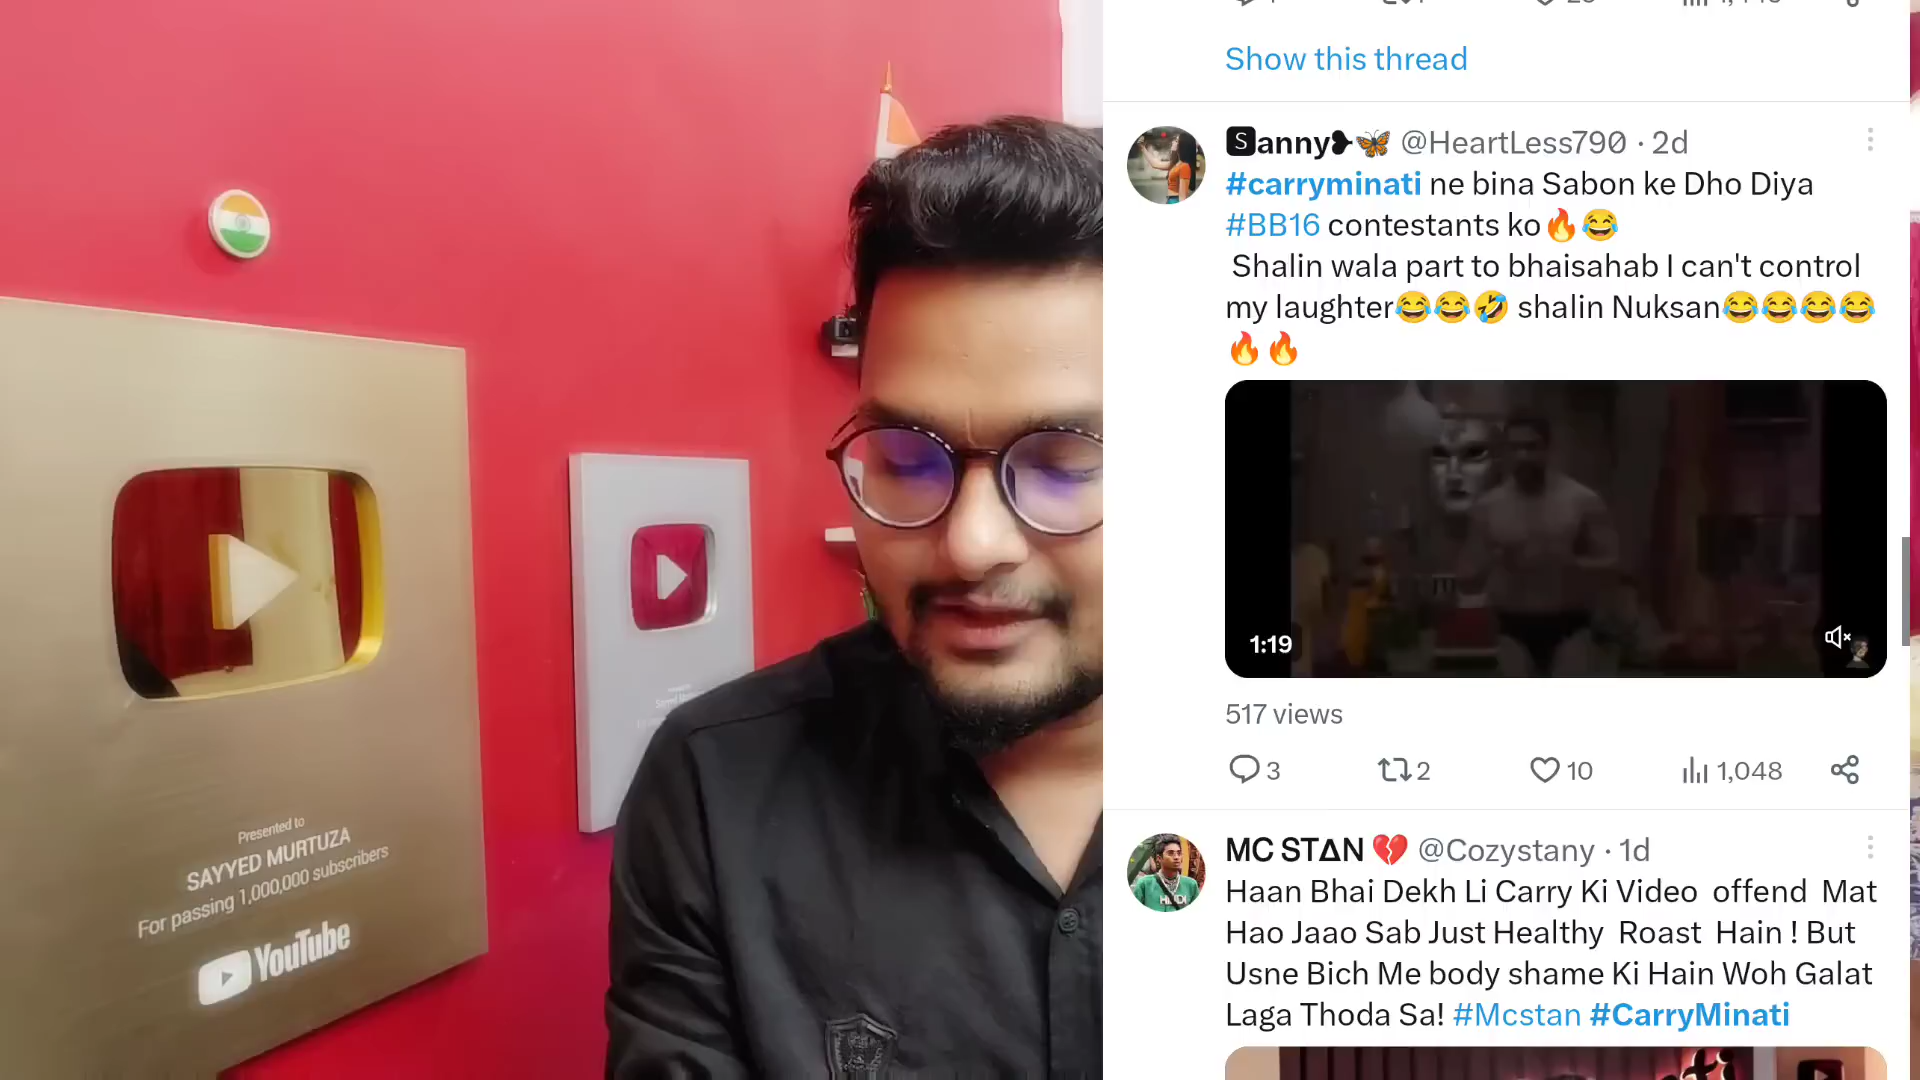 Show this thread
🆂anny❥🦋 @HeartLess790 · 2d
#carryminati ne bina Sabon ke Dho Diya
#BB16 contestants ko🔥😂
Shalin wala part to bhaisahab I can't control
my laughter😂😂🤣 shalin Nuksan😂😂😂😂
🔥🔥
1:19
517 views
3 2 10 1,048
MC STΔN 💔 @Cozystany · 1d
Haan Bhai Dekh Li Carry Ki Video offend Mat
Hao Jaao Sab Just Healthy Roast Hain ! But
Usne Bich Me body shame Ki Hain Woh Galat
Laga Thoda Sa! #Mcstan #CarryMinati
Presented to
SAYYED MURTUZA
For passing 1,000,000 subscribers
YouTube